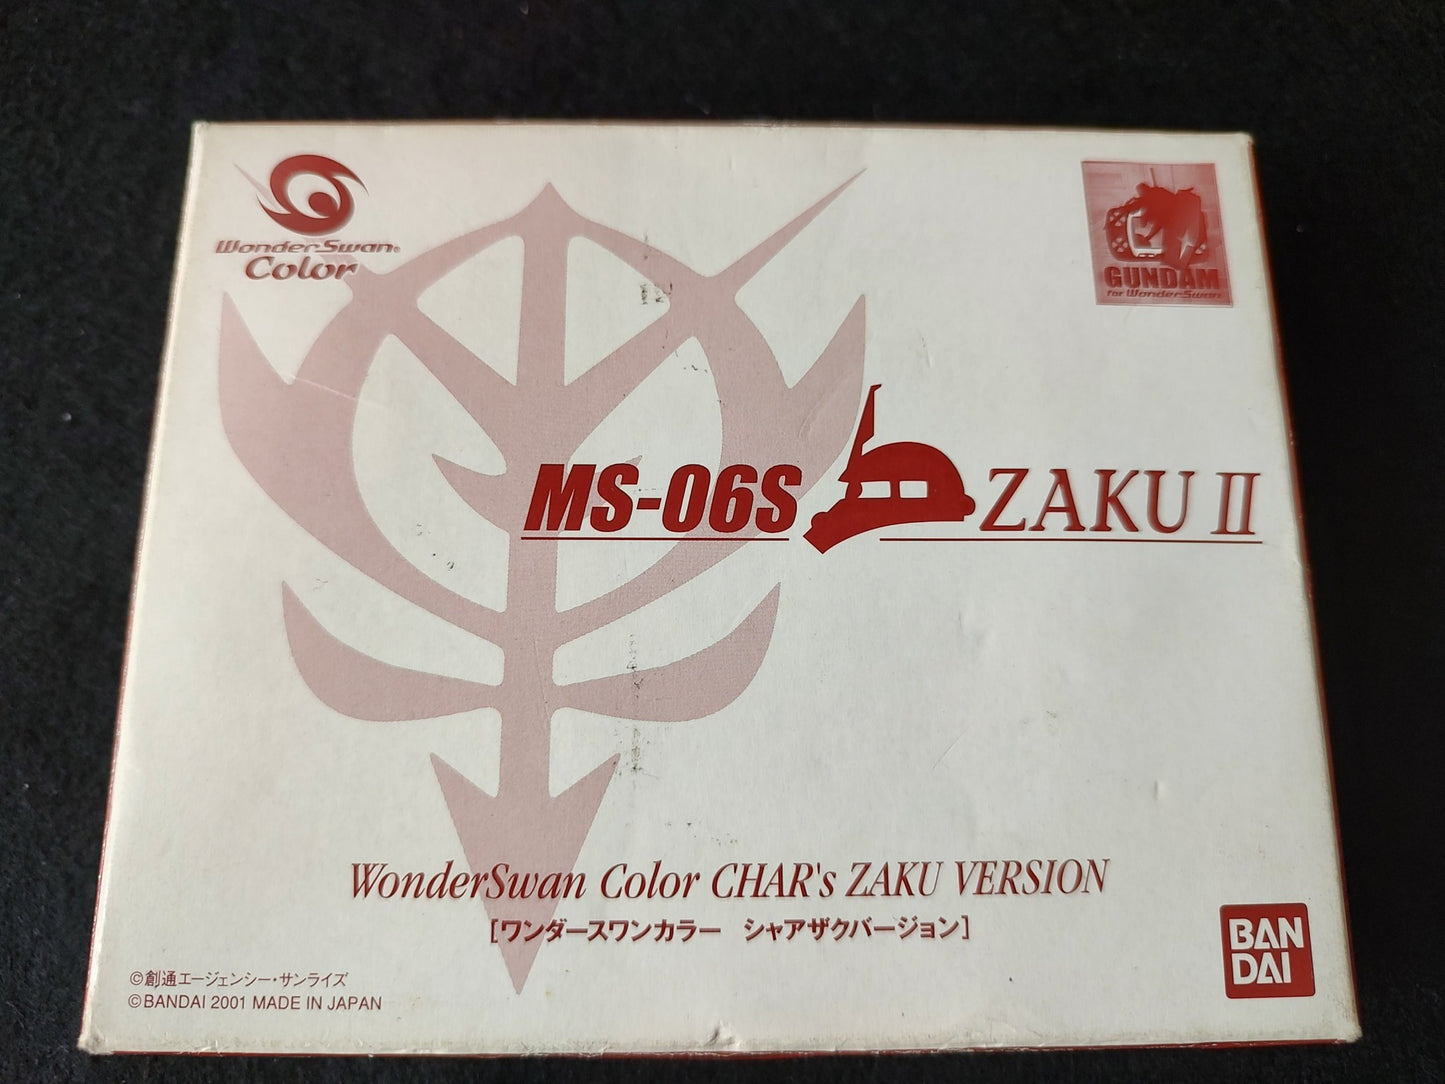 WonderSwan®
Color
GUNDAM
for WonderSwan
MS-06S ZAKU II
WonderSwan Color CHAR's ZAKU VERSION
[ワンダースワンカラー シャアザクバージョン]
©創通エージェンシー・サンライズ
©BANDAI 2001 MADE IN JAPAN
BAN
DAI